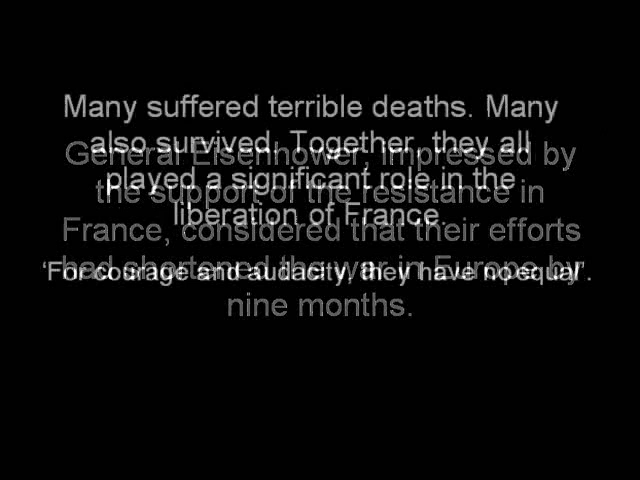 Many suffered terrible deaths. Many
also survived. Together, they all
played a significant role in the
liberation of France.
'For courage and audacity, they have no equal'.
General Eisenhower, impressed by
the support of the resistance in
France, considered that their efforts
had shortened the war in Europe by
nine months.